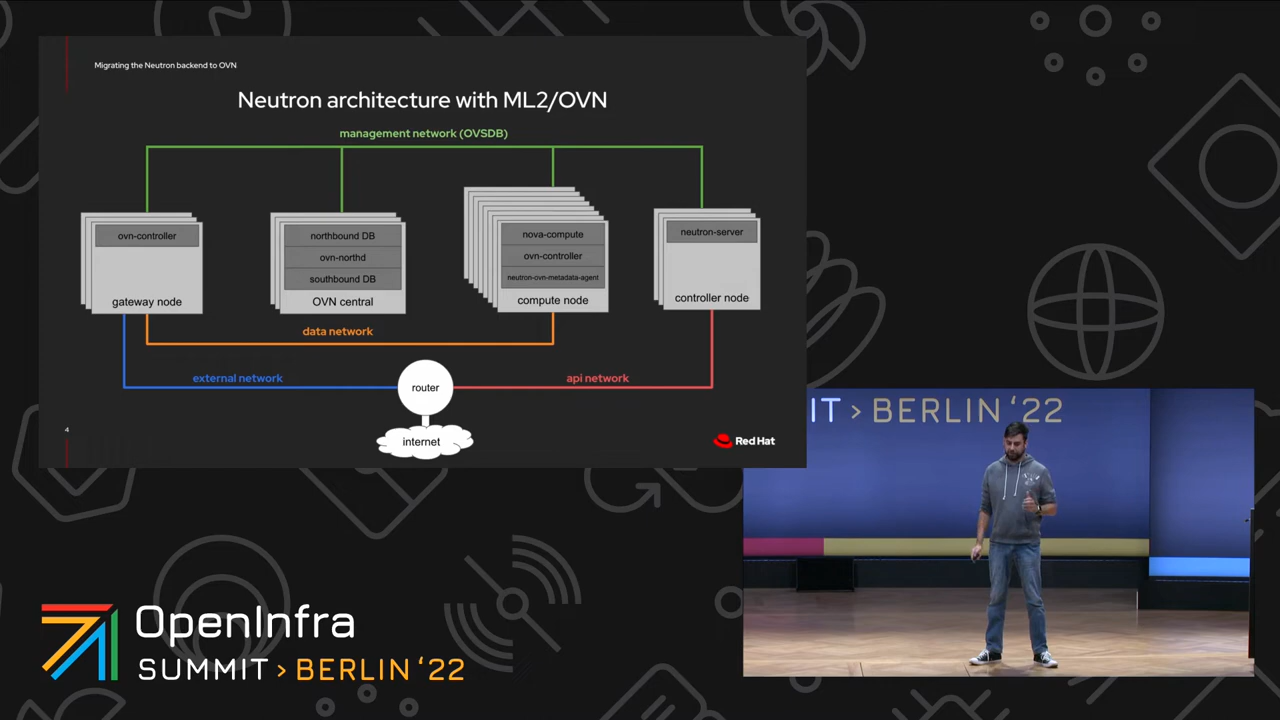 Migrating the Neutron backend to OVN
Neutron architecture with ML2/OVN
management network (OVSDB)
ovn-controller
gateway node
northbound DB
ovn-northd
southbound DB
OVN central
nova-compute
ovn-controller
neutron-ovn-metadata-agent
compute node
neutron-server
controller node
data network
external network
router
api network
internet
4
Red Hat
IT > BERLIN '22
OpenInfra
SUMMIT > BERLIN '22